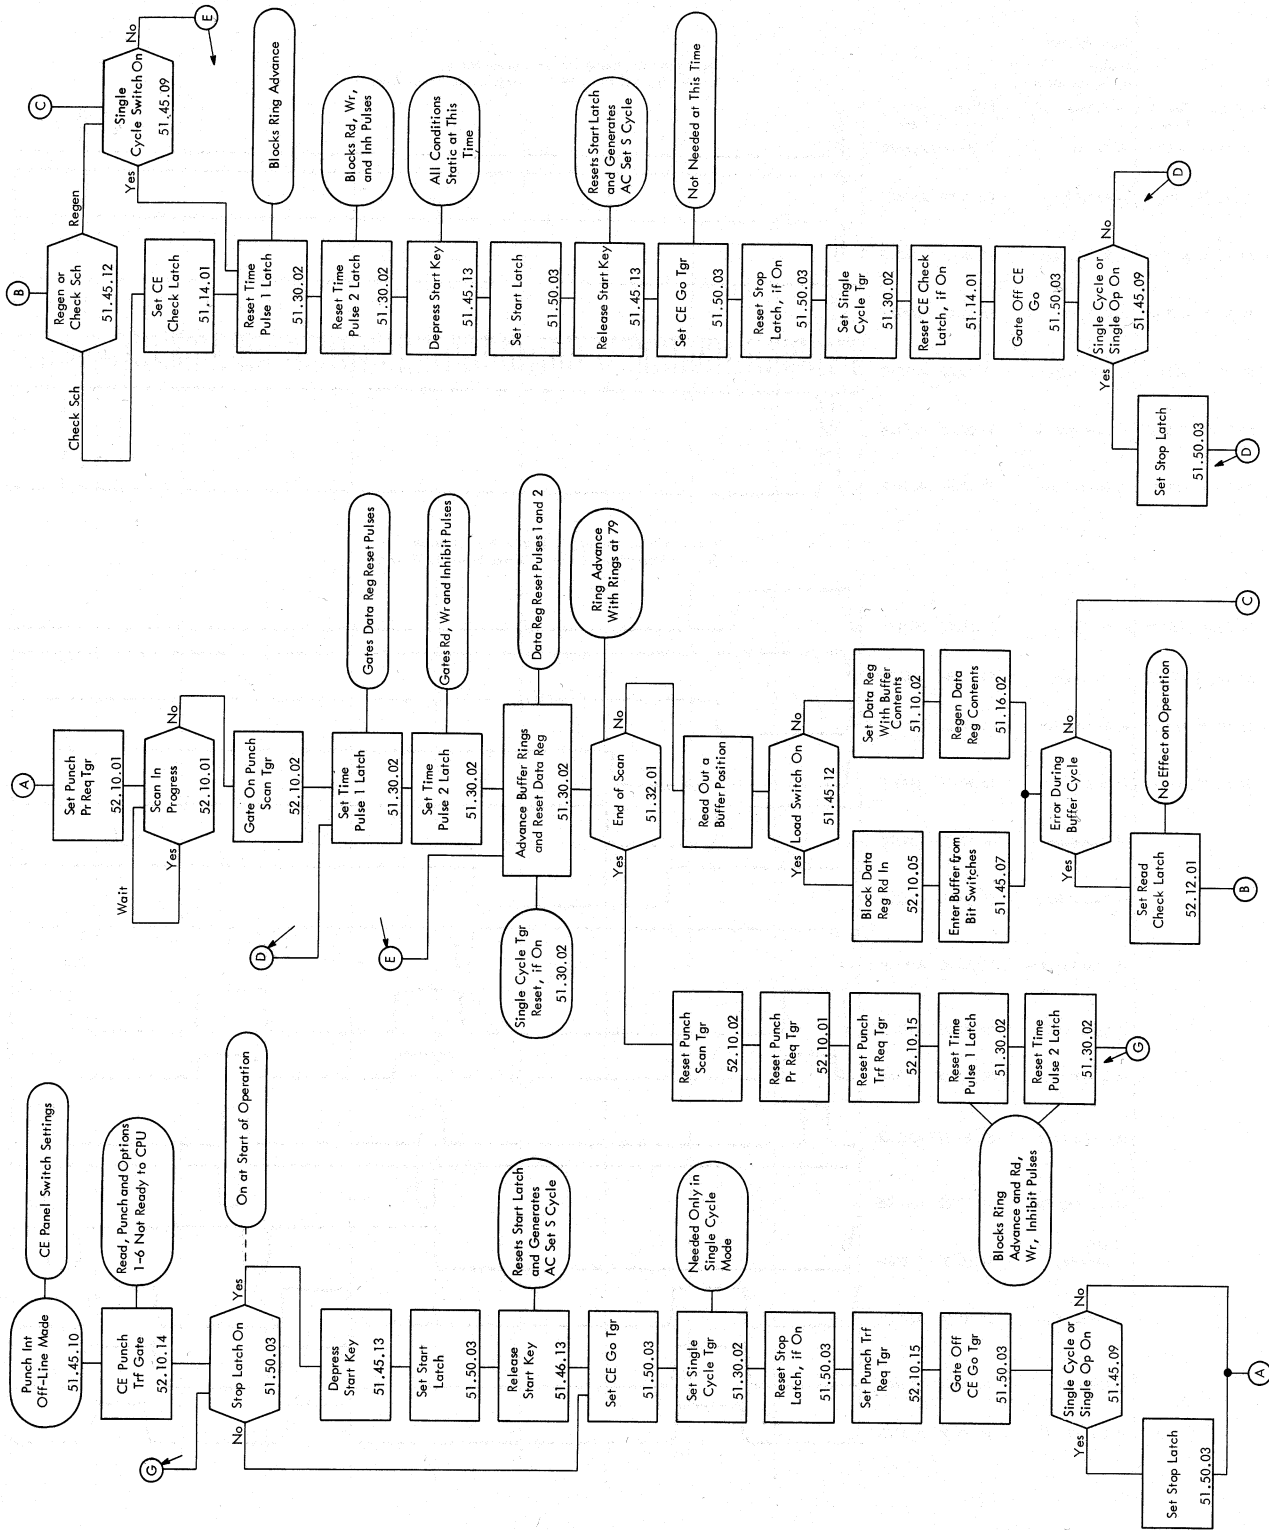 Punch Int
Off-Line Mode
51.45.10
CE Panel Switch Settings
CE Punch
Trf Gate
52.10.14
Read, Punch and Options
1-6 Not Ready to CPU
G
Stop Latch On
51.50.03
No
Yes
On at Start of Operation
Depress
Start Key
51.45.13
Set Start
Latch
51.50.03
Release
Start Key
51.46.13
Resets Start Latch
and Generates
AC Set S Cycle
Set CE Go Tgr
51.50.03
Set Single
Cycle Tgr
51.30.02
Needed Only in
Single Cycle
Mode
Reset Stop
Latch, if On
51.50.03
Set Punch Trf
Req Tgr
52.10.15
Gate Off
CE Go Tgr
51.50.03
Single Cycle or
Single Op On
51.45.09
Yes
No
Set Stop Latch
51.50.03
A
A
Set Punch
Pr Req Tgr
52.10.01
Wait
Scan In
Progress
52.10.01
Yes
No
Gate On Punch
Scan Tgr
52.10.02
D
Set Time
Pulse 1 Latch
51.30.02
Gates Data Reg Reset Pulses
Set Time
Pulse 2 Latch
51.30.02
Gates Rd, Wr and Inhibit Pulses
E
Single Cycle Tgr
Reset, if On
51.30.02
Advance Buffer Rings
and Reset Data Reg
51.30.02
Data Reg Reset Pulses 1 and 2
Ring Advance
With Rings at 79
End of Scan
51.32.01
Yes
No
Reset Punch
Scan Tgr
52.10.02
Reset Punch
Pr Req Tgr
52.10.01
Reset Punch
Trf Req Tgr
52.10.15
Reset Time
Pulse 1 Latch
51.30.02
Reset Time
Pulse 2 Latch
51.30.02
Blocks Ring
Advance and Rd,
Wr, Inhibit Pulses
G
Read Out a
Buffer Position
Load Switch On
51.45.12
Yes
No
Block Data
Reg Rd In
52.10.05
Enter Buffer from
Bit Switches
51.45.07
Set Data Reg
With Buffer
Contents
51.10.02
Regen Data
Reg Contents
51.16.02
Error During
Buffer Cycle
Yes
No
Set Read
Check Latch
52.12.01
No Effect on Operation
B
C
B
Regen or
Check Sch
51.45.12
Check Sch
Regen
C
Single
Cycle Switch On
51.45.09
Yes
No
E
Set CE
Check Latch
51.14.01
Reset Time
Pulse 1 Latch
51.30.02
Blocks Ring Advance
Reset Time
Pulse 2 Latch
51.30.02
Blocks Rd, Wr,
and Inh Pulses
Depress Start Key
51.45.13
All Conditions
Static at This
Time
Set Start Latch
51.50.03
Release Start Key
51.45.13
Resets Start Latch
and Generates
AC Set S Cycle
Set CE Go Tgr
51.50.03
Not Needed at This Time
Reset Stop
Latch, if On
51.50.03
Set Single
Cycle Tgr
51.30.02
Reset CE Check
Latch, if On
51.14.01
Gate Off CE
Go
51.50.03
Single Cycle or
Single Op On
51.45.09
Yes
No
Set Stop Latch
51.50.03
D
D